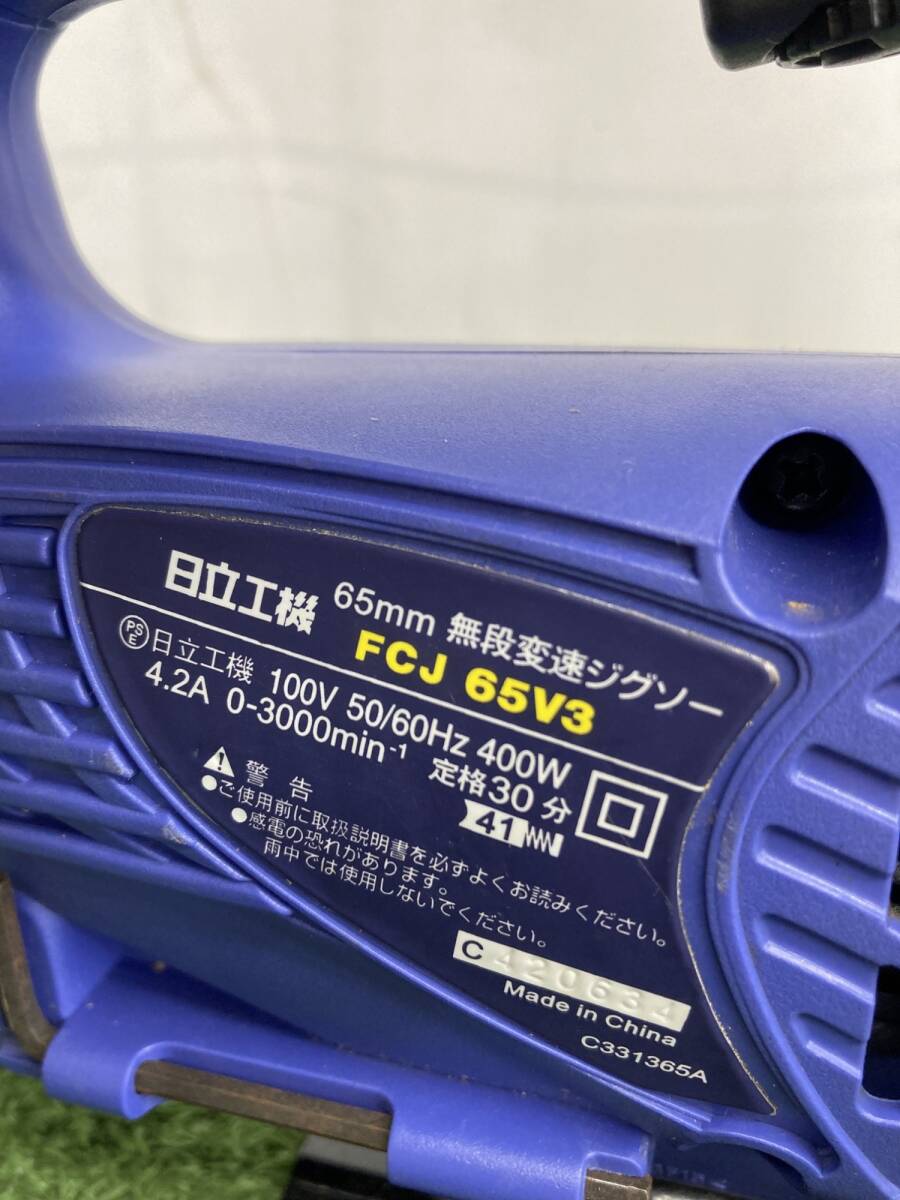 日立工機 65mm 無段変速ジグソー
FCJ 65V3
PSE 日立工機 100V 50/60Hz 400W
4.2A 0-3000min-1 定格30分
警告
41
●ご使用前に取扱説明書を必ずよくお読みください。
●感電の恐れがあります。
雨中では使用しないでください。
C 420634
Made in China
C331365A